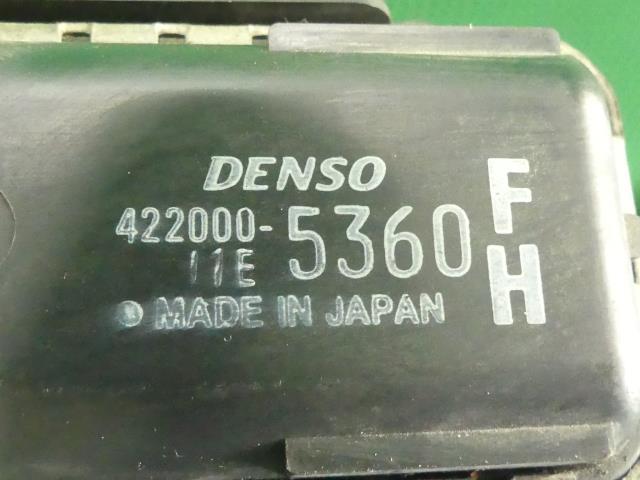 DENSO
422000-5360
11E
MADE IN JAPAN
F
H